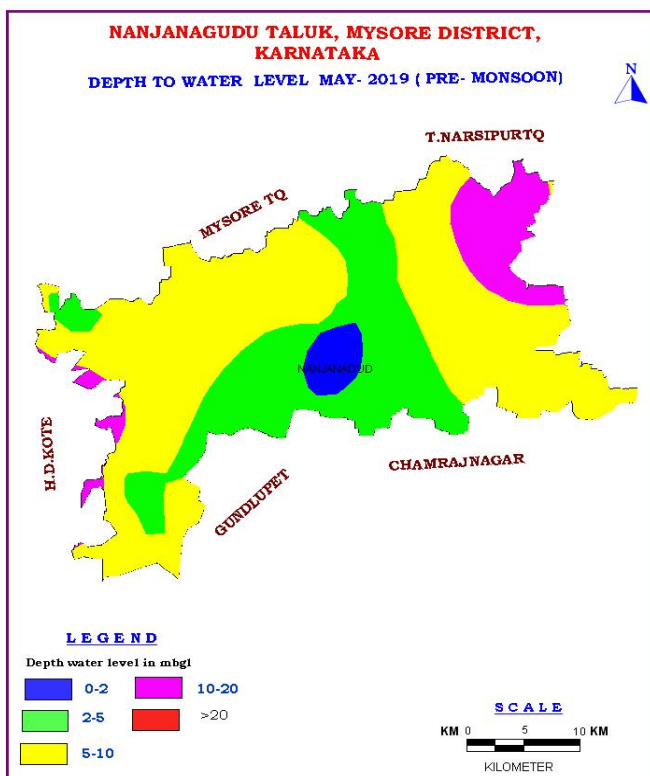 NANJANAGUDU TALUK, MYSORE DISTRICT,
KARNATAKA
DEPTH TO WATER LEVEL MAY- 2019 ( PRE- MONSOON)
N
T.NARSIPURTQ
MYSORE TQ
NANJANADUD
H.D.KOTE
GUNDLUPET
CHAMRAJNAGAR
LEGEND
Depth water level in mbgl
0-2
10-20
2-5
>20
5-10
SCALE
KM 0 5 10 KM
KILOMETER